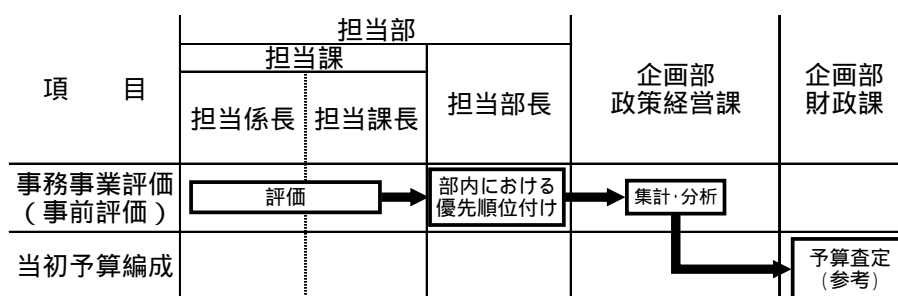 担当部
担当課
項　　目
担当係長
担当課長
担当部長
企画部
政策経営課
企画部
財政課
事務事業評価
（事前評価）
評価
部内における
優先順位付け
集計・分析
当初予算編成
予算査定
（参考）